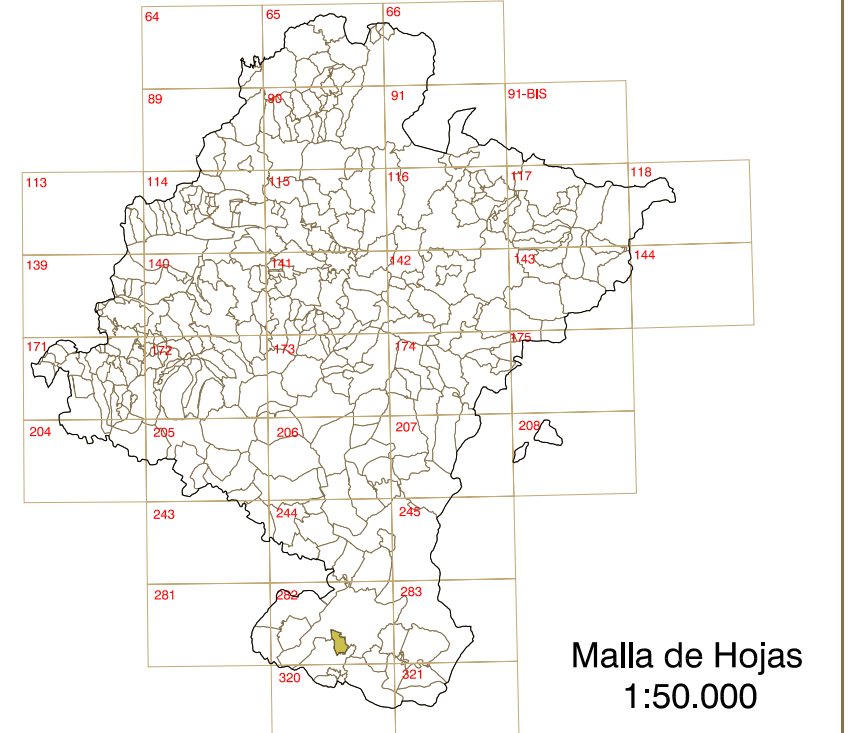 64 65 66
89 90 91 91-BIS
113 114 115 116 117 118
139 140 141 142 143 144
171 172 173 174 175
204 205 206 207 208
243 244 245
281 282 283
320 321
Malla de Hojas
1:50.000